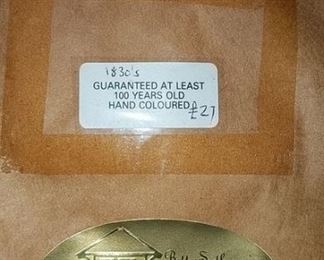 1830's
GUARANTEED AT LEAST
100 YEARS OLD
HAND COLOURED £27